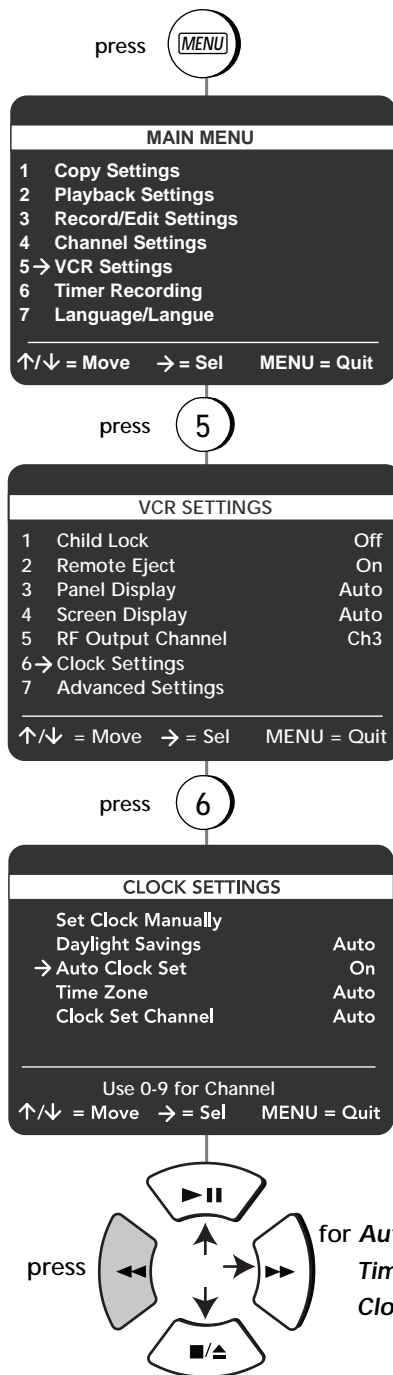 press MENU
MAIN MENU
1 Copy Settings
2 Playback Settings
3 Record/Edit Settings
4 Channel Settings
5→VCR Settings
6 Timer Recording
7 Language/Langue
↑/↓ = Move → = Sel MENU = Quit
press 5
VCR SETTINGS
1 Child Lock Off
2 Remote Eject On
3 Panel Display Auto
4 Screen Display Auto
5 RF Output Channel Ch3
6→Clock Settings
7 Advanced Settings
↑/↓ = Move → = Sel MENU = Quit
press 6
CLOCK SETTINGS
Set Clock Manually
Daylight Savings Auto
→Auto Clock Set On
Time Zone Auto
Clock Set Channel Auto
Use 0-9 for Channel
↑/↓ = Move → = Sel MENU = Quit
for
press